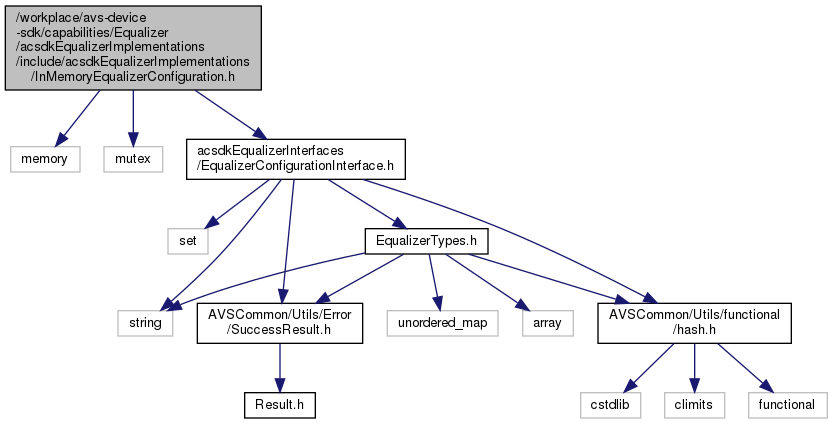 /workplace/avs-device
-sdk/capabilities/Equalizer
/acsdkEqualizerImplementations
/include/acsdkEqualizerImplementations
/InMemoryEqualizerConfiguration.h
memory
mutex
acsdkEqualizerInterfaces
/EqualizerConfigurationInterface.h
set
EqualizerTypes.h
string
AVSCommon/Utils/Error
/SuccessResult.h
unordered_map
array
AVSCommon/Utils/functional
/hash.h
Result.h
cstdlib
climits
functional